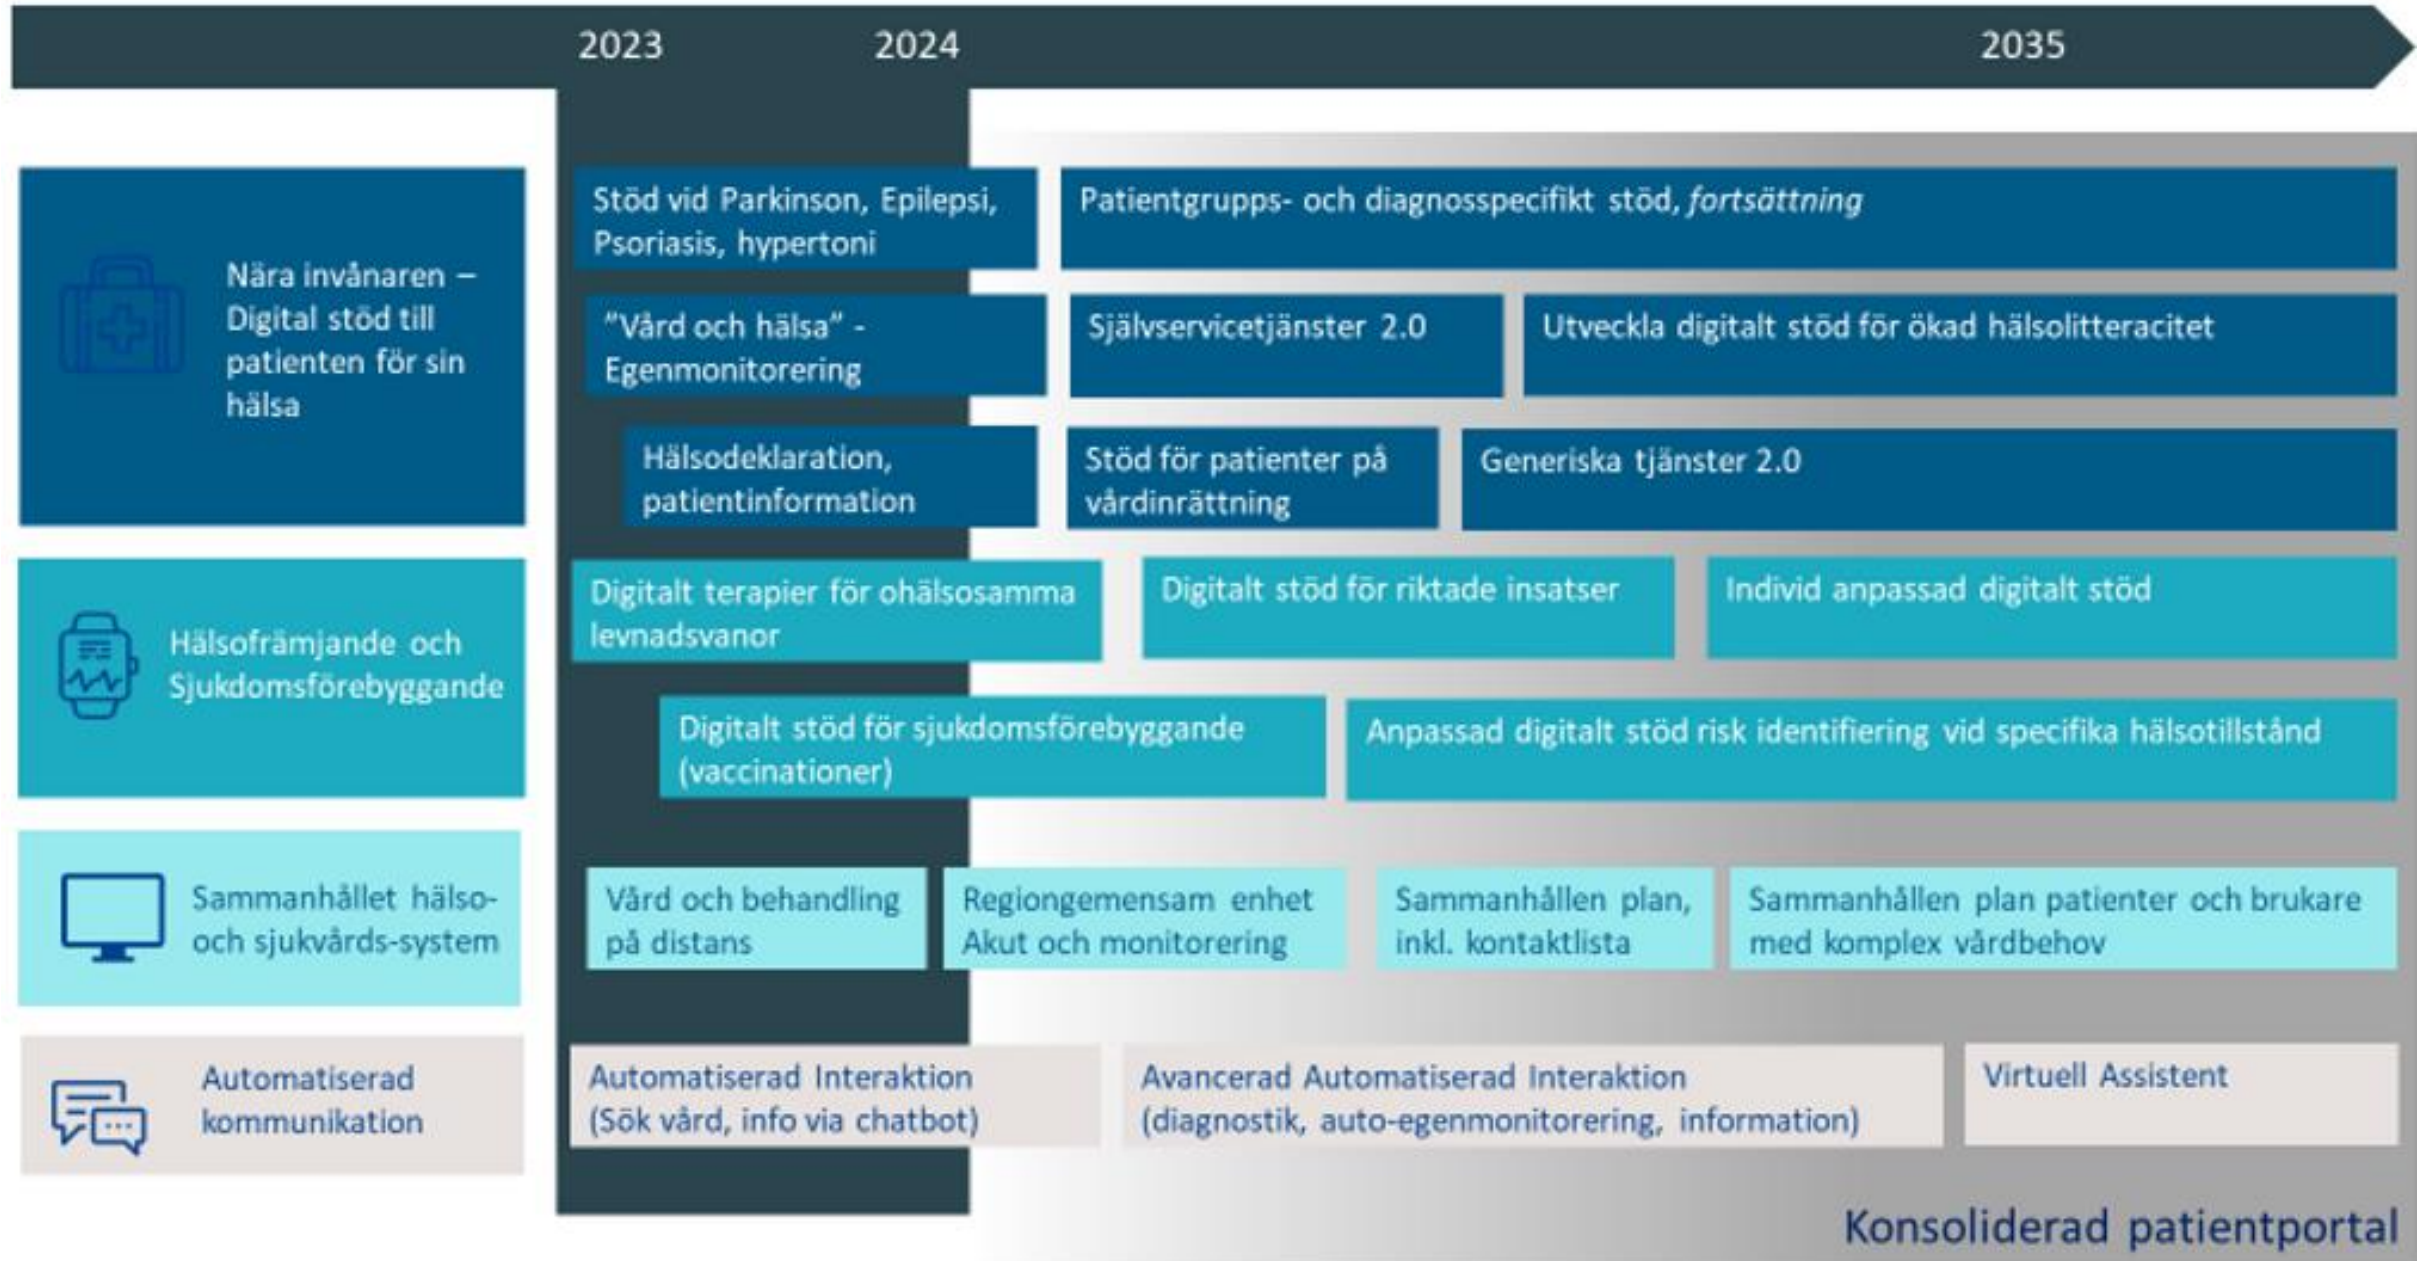 2023
2024
2035
Nära invånaren –
Digital stöd till
patienten för sin
hälsa
Stöd vid Parkinson, Epilepsi,
Psoriasis, hypertoni
Patientgrupps- och diagnosspecifikt stöd, fortsättning
”Vård och hälsa” -
Egenmonitorering
Självservicetjänster 2.0
Utveckla digitalt stöd för ökad hälsolitteracitet
Hälsodeklaration,
patientinformation
Stöd för patienter på
vårdinrättning
Generiska tjänster 2.0
Hälsofrämjande och
Sjukdomsförebyggande
Digitalt terapier för ohälsosamma
levnadsvanor
Digitalt stöd för riktade insatser
Individ anpassad digitalt stöd
Digitalt stöd för sjukdomsförebyggande
(vaccinationer)
Anpassad digitalt stöd risk identifiering vid specifika hälsotillstånd
Sammanhållet hälso-
och sjukvårds-system
Vård och behandling
på distans
Regiongemensam enhet
Akut och monitorering
Sammanhållen plan,
inkl. kontaktlista
Sammanhållen plan patienter och brukare
med komplex vårdbehov
Automatiserad
kommunikation
Automatiserad Interaktion
(Sök vård, info via chatbot)
Avancerad Automatiserad Interaktion
(diagnostik, auto-egenmonitorering, information)
Virtuell Assistent
Konsoliderad patientportal